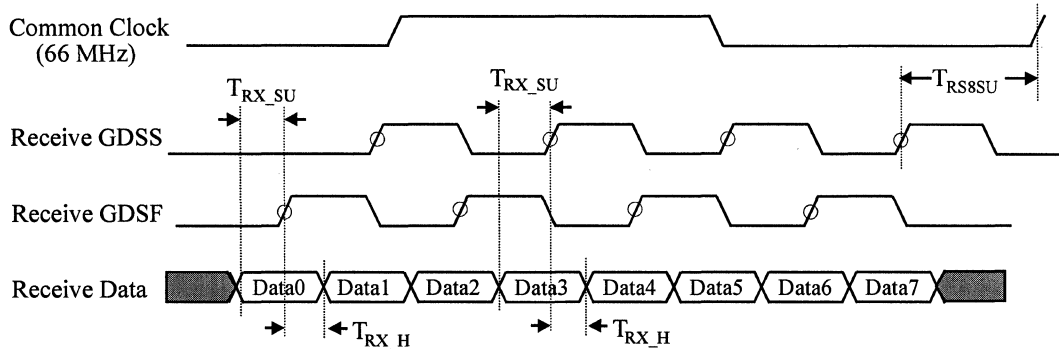 Common Clock
(66 MHz)
T_RX_SU
T_RX_SU
T_RS8SU
Receive GDSS
Receive GDSF
Receive Data
Data0 Data1 Data2 Data3 Data4 Data5 Data6 Data7
T_RX_H
T_RX_H